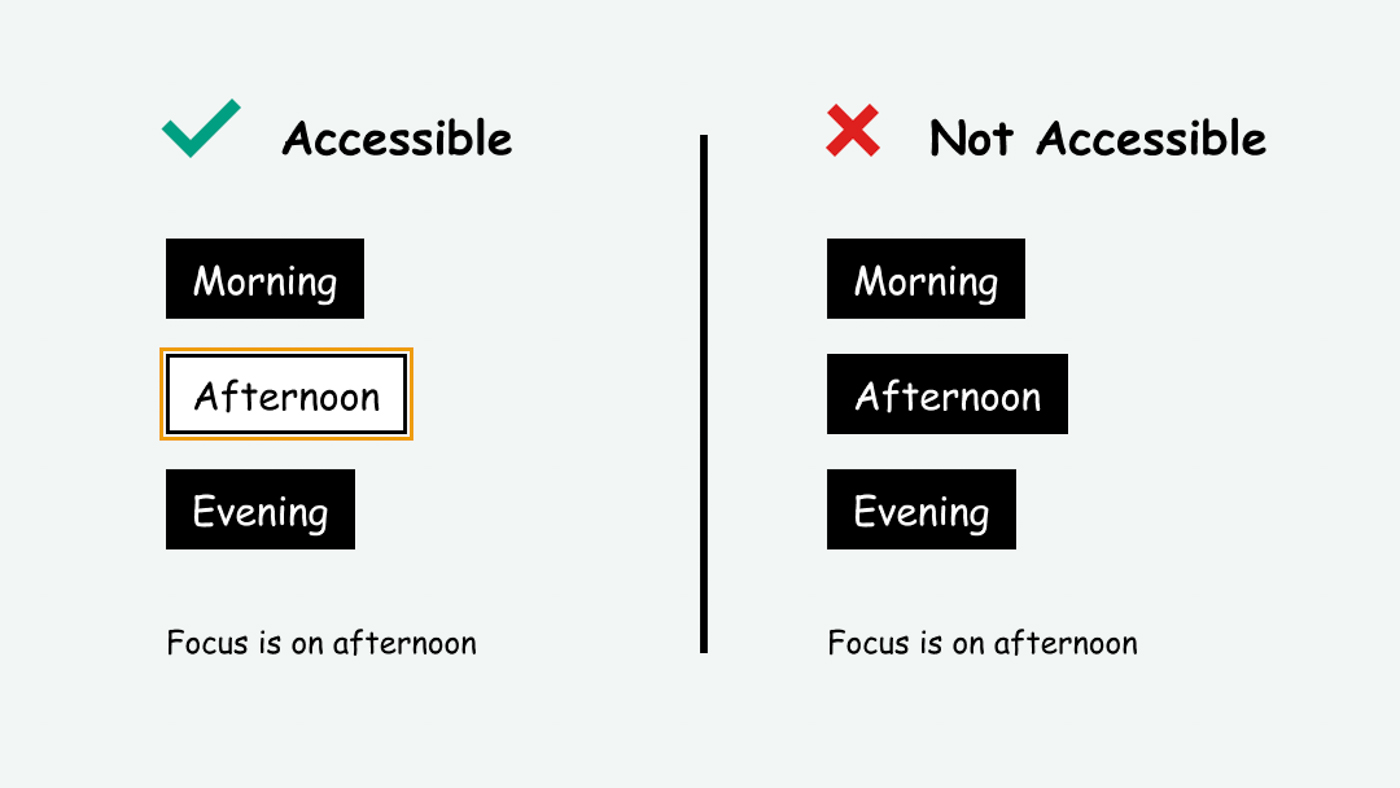 Accessible
Morning
Afternoon
Evening
Focus is on afternoon
Not Accessible
Morning
Afternoon
Evening
Focus is on afternoon